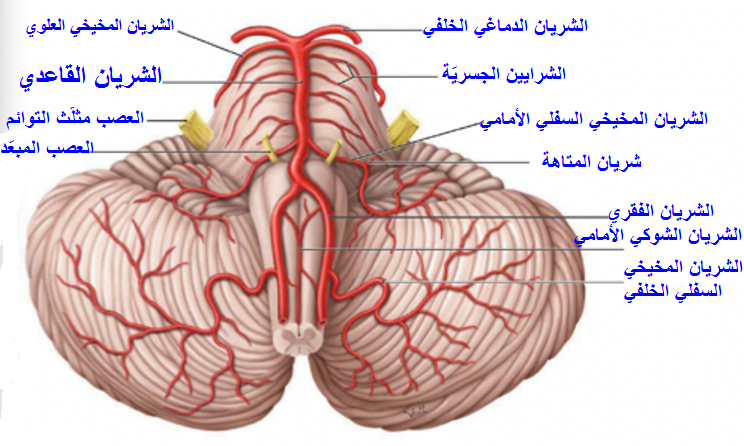 الشريان الدماغي الخلفي
الشريان المخيخي العلوي
الشرايين الجسريّة
الشريان القاعدي
الشريان المخيخي السفلي الأمامي
العصب مثلّث التوائم
العصب المبعّد
شريان المتاهة
الشريان الفقري
الشريان الشوكي الأمامي
الشريان المخيخي
السفلي الخلفي